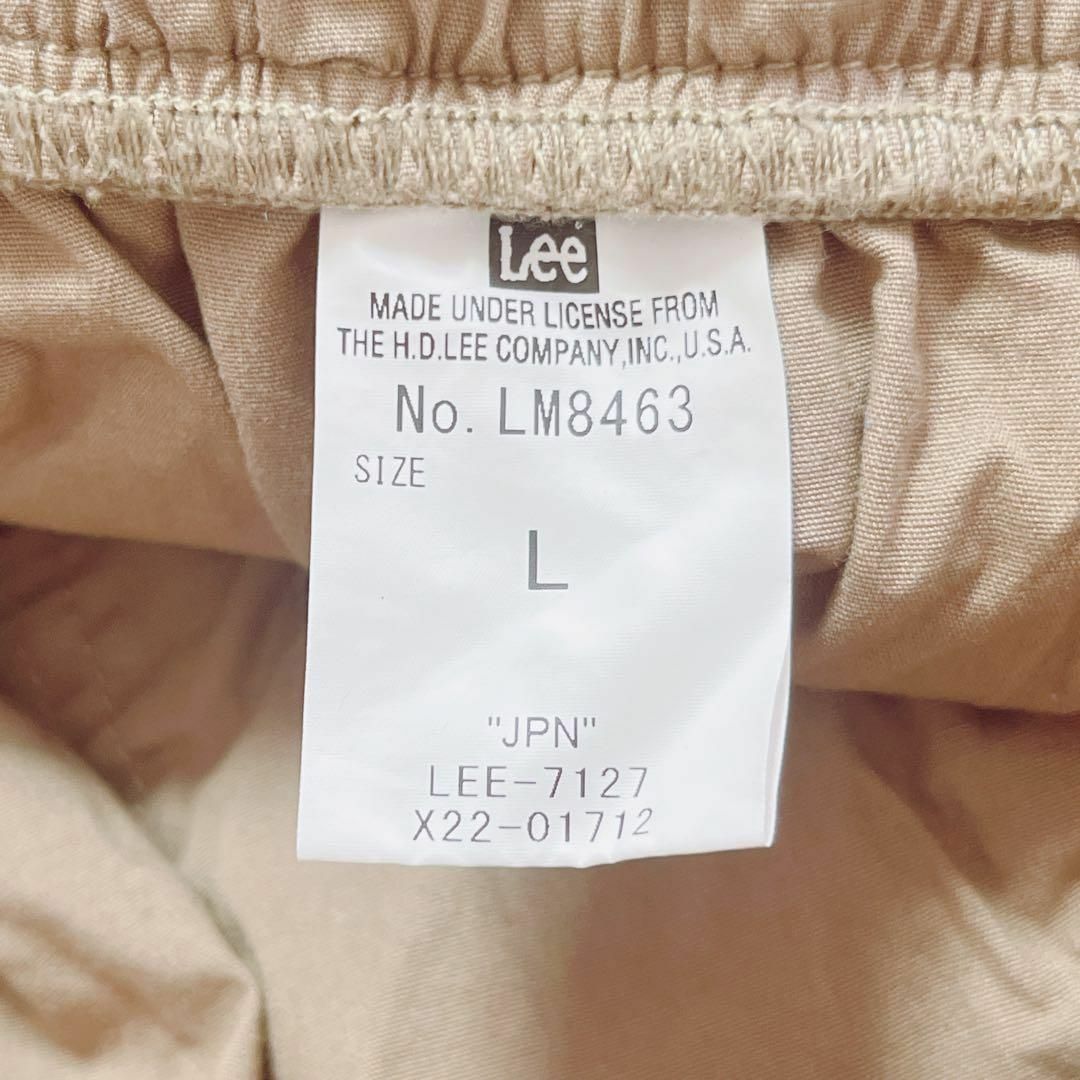 Lee
MADE UNDER LICENSE FROM
THE H.D.LEE COMPANY,INC.,U.S.A.
No. LM8463
SIZE
L
"JPN"
LEE-7127
X22-01712